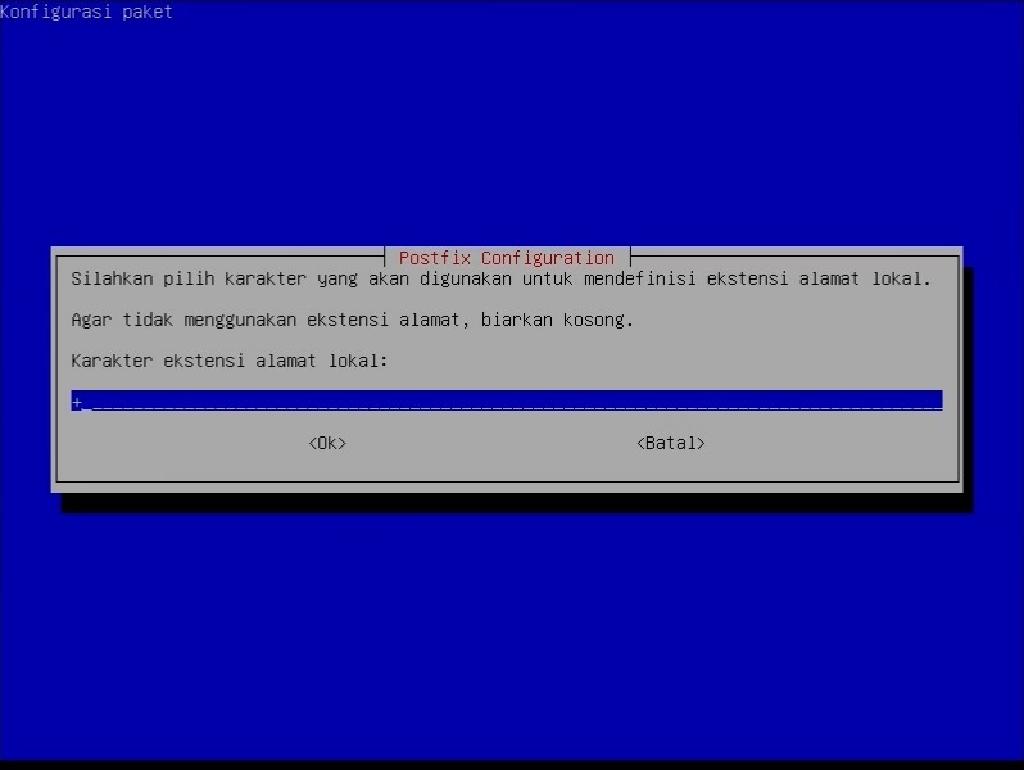 Konfigurasi paket
Postfix Configuration
Silahkan pilih karakter yang akan digunakan untuk mendefinisi ekstensi alamat lokal.
Agar tidak menggunakan ekstensi alamat, biarkan kosong.
Karakter ekstensi alamat lokal:
+
<Ok> <Batal>